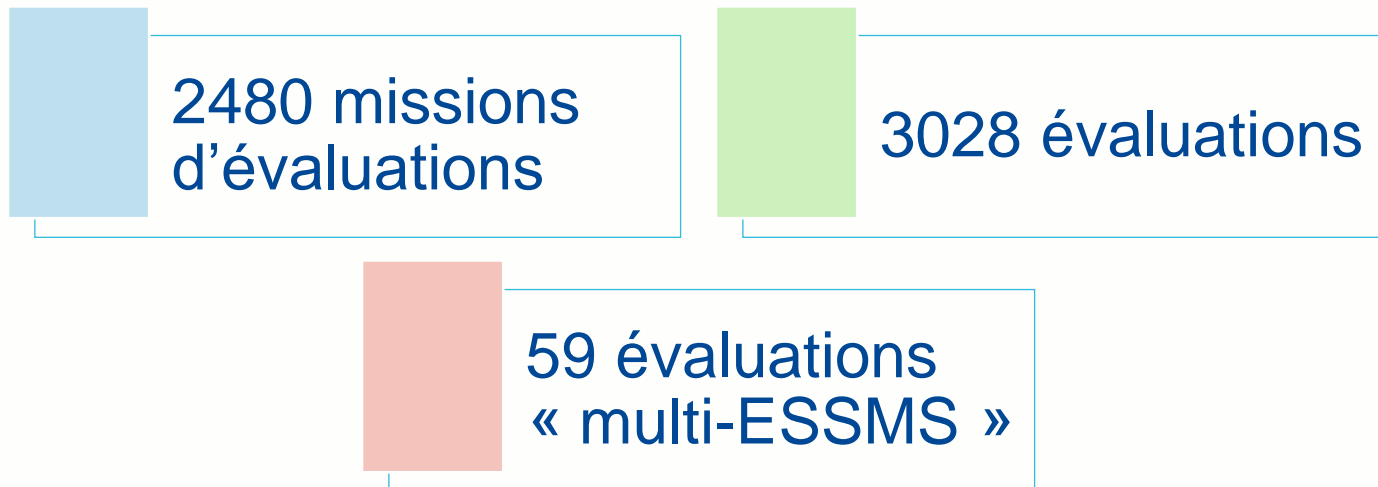 2480 missions
d’évaluations
3028 évaluations
59 évaluations
« multi-ESSMS »